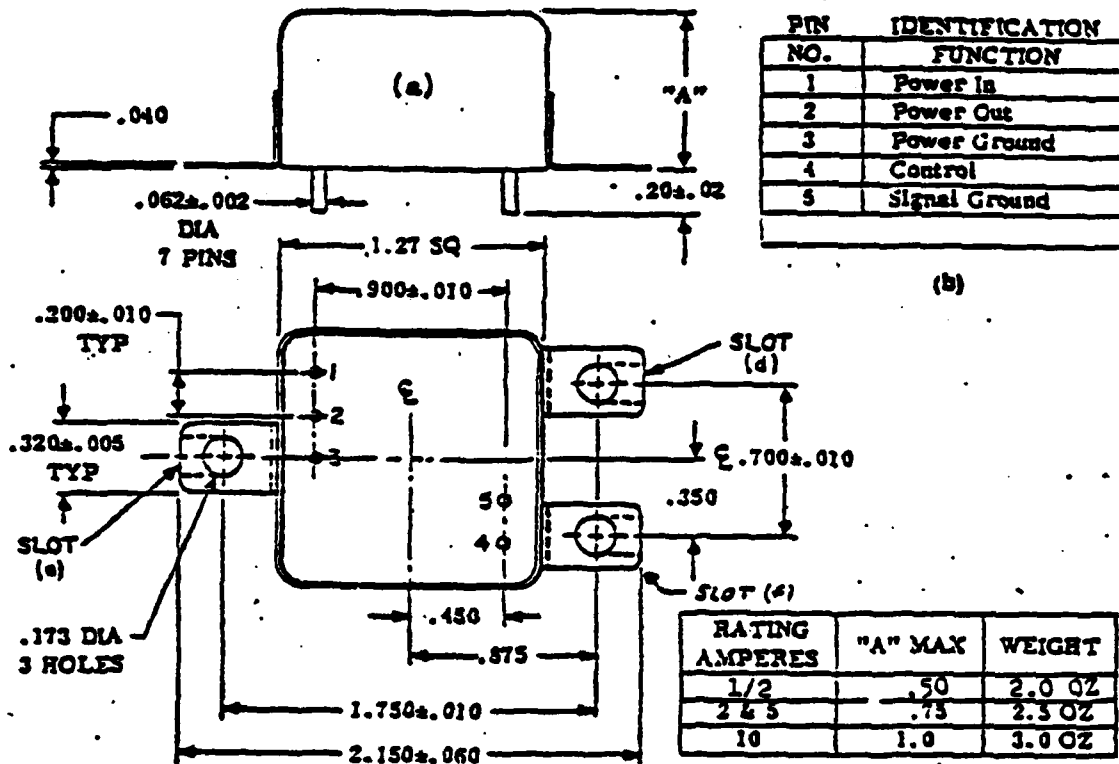 (a)
"A"
.040
.062±.002
DIA
7 PINS
.20±.02
PIN IDENTIFICATION
NO. FUNCTION
1 Power In
2 Power Out
3 Power Ground
4 Control
5 Signal Ground
(b)
1.27 SQ
.900±.010
.200±.010
TYP
SLOT
(d)
1
2
3
℄
℄
.320±.005
TYP
.700±.010
.350
5
4
SLOT
(e)
SLOT (f)
.173 DIA
3 HOLES
.450
.875
1.750±.010
2.150±.060
RATING AMPERES "A" MAX WEIGHT
1/2 .50 2.0 OZ
2 & 5 .75 2.5 OZ
10 1.0 3.0 OZ